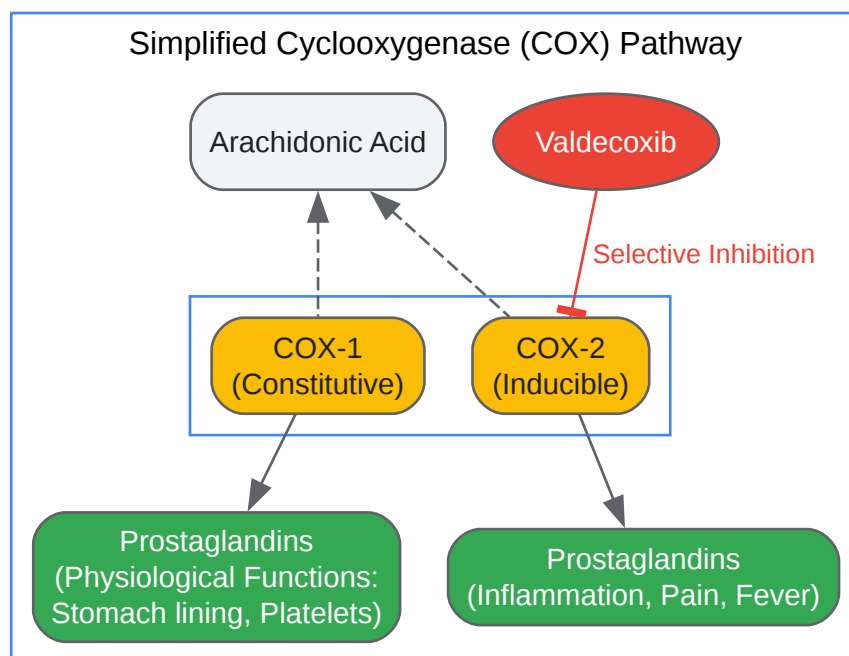 Simplified Cyclooxygenase (COX) Pathway
Arachidonic Acid
Valdecoxib
Selective Inhibition
COX-1
(Constitutive)
COX-2
(Inducible)
Prostaglandins
(Physiological Functions:
Stomach lining, Platelets)
Prostaglandins
(Inflammation, Pain, Fever)